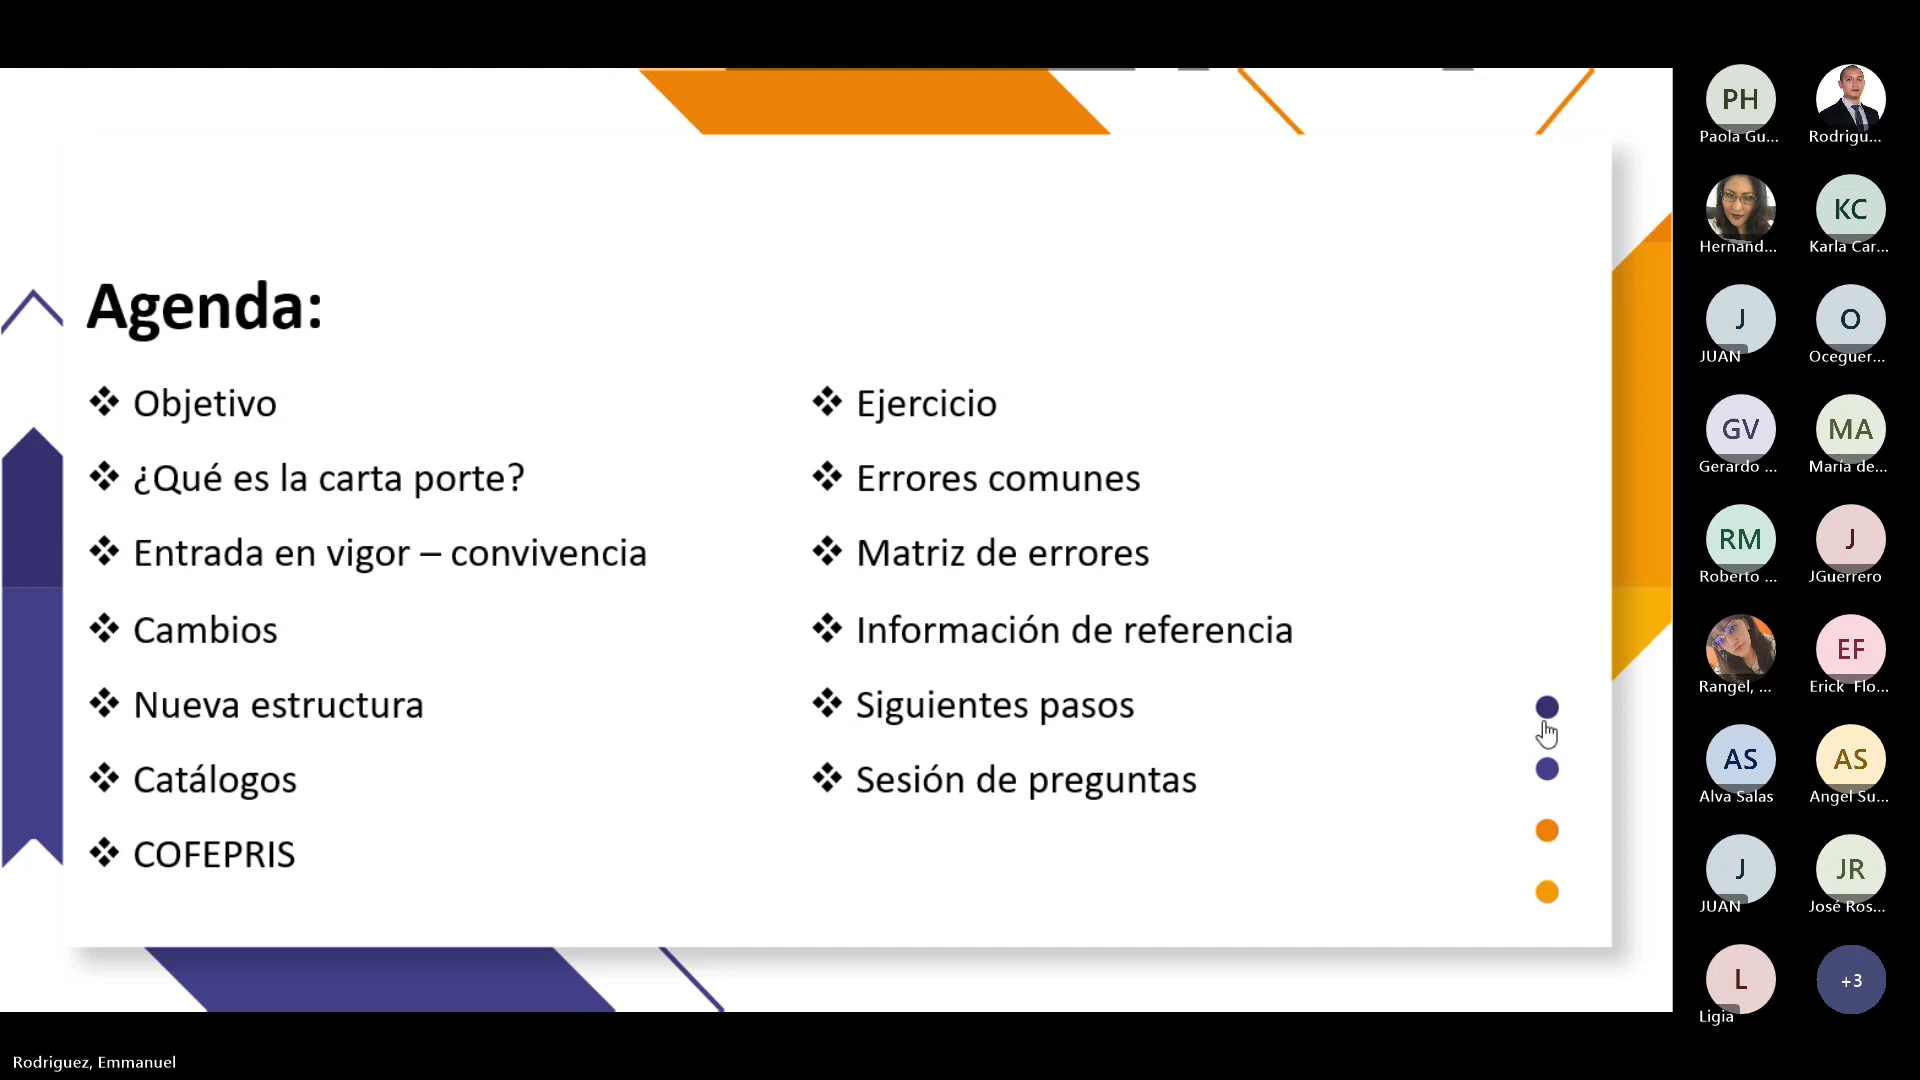 Agenda:
❖ Objetivo
❖ ¿Qué es la carta porte?
❖ Entrada en vigor – convivencia
❖ Cambios
❖ Nueva estructura
❖ Catálogos
❖ COFEPRIS
❖ Ejercicio
❖ Errores comunes
❖ Matriz de errores
❖ Información de referencia
❖ Siguientes pasos
❖ Sesión de preguntas
PH
Paola Gu...
Rodrigu...
Hernand...
KC
Karla Car...
J
JUAN
O
Oceguer...
GV
Gerardo ...
MA
María de...
RM
Roberto ...
J
JGuerrero
Rangel, ...
EF
Erick Flo...
AS
Alva Salas
AS
Angel Su...
J
JUAN
JR
José Ros...
L
Ligia
+3
Rodriguez, Emmanuel